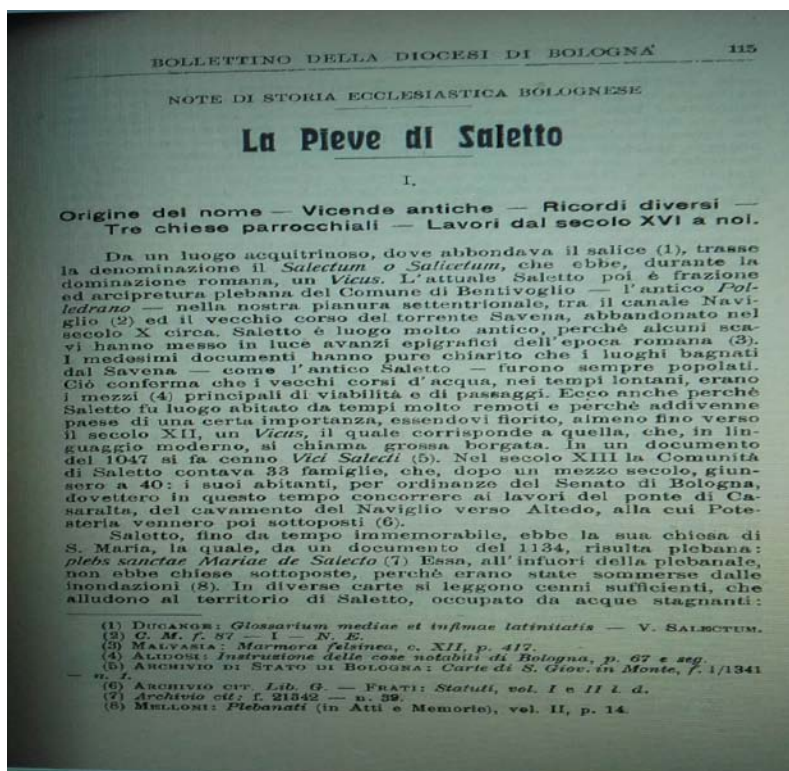 BOLLETTINO DELLA DIOCESI DI BOLOGNA 115
NOTE DI STORIA ECCLESIASTICA BOLOGNESE
La Pieve di Saletto
I.
Origine del nome — Vicende antiche — Ricordi diversi —
Tre chiese parrocchiali — Lavori dal secolo XVI a noi.
Da un luogo acquitrinoso, dove abbondava il salice (1), trasse
la denominazione il Salectum o Salicetum, che ebbe, durante la
dominazione romana, un Vicus. L'attuale Saletto poi è frazione
ed arcipretura plebana del Comune di Bentivoglio — l'antico Pol-
ledrano — nella nostra pianura settentrionale, tra il canale Navi-
glio (2) ed il vecchio corso del torrente Savena, abbandonato nel
secolo X circa. Saletto è luogo molto antico, perchè alcuni sca-
vi hanno messo in luce avanzi epigrafici dell'epoca romana (3).
I medesimi documenti hanno pure chiarito che i luoghi bagnati
dal Savena — come l'antico Saletto — furono sempre popolati.
Ciò conferma che i vecchi corsi d'acqua, nei tempi lontani, erano
i mezzi (4) principali di viabilità e di passaggi. Ecco anche perchè
Saletto fu luogo abitato da tempi molto remoti e perchè addivenne
paese di una certa importanza, essendovi fiorito, almeno fino verso
il secolo XII, un Vicus, il quale corrisponde a quella, che, in lin-
guaggio moderno, si chiama grossa borgata. In un documento
del 1047 si fa cenno Vici Salecti (5). Nel secolo XIII la Comunità
di Saletto contava 33 famiglie, che, dopo un mezzo secolo, giun-
sero a 40: i suoi abitanti, per ordinanze del Senato di Bologna,
dovettero in questo tempo concorrere ai lavori del ponte di Ca-
saralta, del cavamento del Naviglio verso Altedo, alla cui Pote-
steria vennero poi sottoposti (6).
Saletto, fino da tempo immemorabile, ebbe la sua chiesa di
S. Maria, la quale, da un documento del 1134, risulta plebana:
plebs sanctae Mariae de Salecto (7) Essa, all'infuori della plebanale,
non ebbe chiese sottoposte, perchè erano state sommerse dalle
inondazioni (8). In diverse carte si leggono cenni sufficienti, che
alludono al territorio di Saletto, occupato da acque stagnanti:
(1) DUCANGE: Glossarium mediae et infimae latinitatis — V. SALECTUM.
(2) C. M. f. 87 — I — N. E.
(3) MALVASIA: Marmora felsinea, c. XII, p. 417.
(4) ALIDOSI: Instruzione delle cose notabili di Bologna, p. 67 e seg.
(5) ARCHIVIO DI STATO DI BOLOGNA: Carte di S. Giov. in Monte, f. 1/1341
— n. 1.
(6) ARCHIVIO CIT. Lib. G. — FRATI: Statuti, vol. I e II l. d.
(7) Archivio cit: f. 21342 — n. 39.
(8) MELLONI: Plebanati (in Atti e Memorie), vol. II, p. 14.